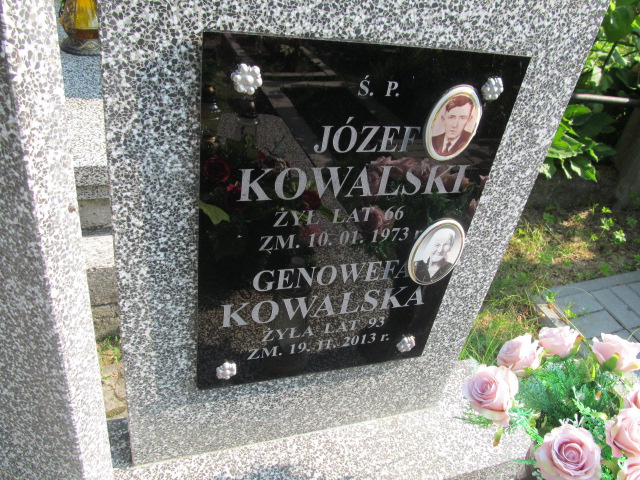 Ś. P.
JÓZEF
KOWALSKI
ŻYŁ LAT 66
ZM. 10. 01. 1973 r.
GENOWEFA
KOWALSKA
ŻYŁA LAT 93
ZM. 19. 11. 2013 r.